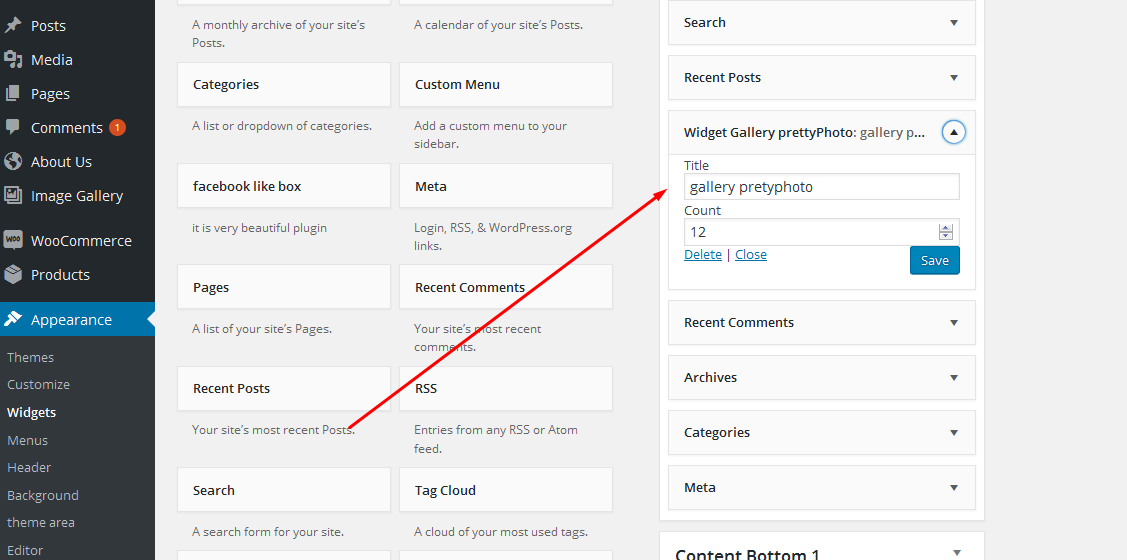 Posts
Media
Pages
Comments 1
About Us
Image Gallery
WOO WooCommerce
Products
Appearance
Themes
Customize
Widgets
Menus
Header
Background
theme area
Editor
A monthly archive of your site's
Posts.
A calendar of your site's Posts.
Categories
Custom Menu
A list or dropdown of categories.
Add a custom menu to your
sidebar.
facebook like box
Meta
it is very beautiful plugin
Login, RSS, & WordPress.org
links.
Pages
Recent Comments
A list of your site's Pages.
Your site's most recent
comments.
Recent Posts
RSS
Your site's most recent Posts.
Entries from any RSS or Atom
feed.
Search
Tag Cloud
A search form for your site.
A cloud of your most used tags.
Search
Recent Posts
Widget Gallery prettyPhoto: gallery p...
Title
gallery pretyphoto
Count
12
Delete | Close
Save
Recent Comments
Archives
Categories
Meta
Content Bottom 1